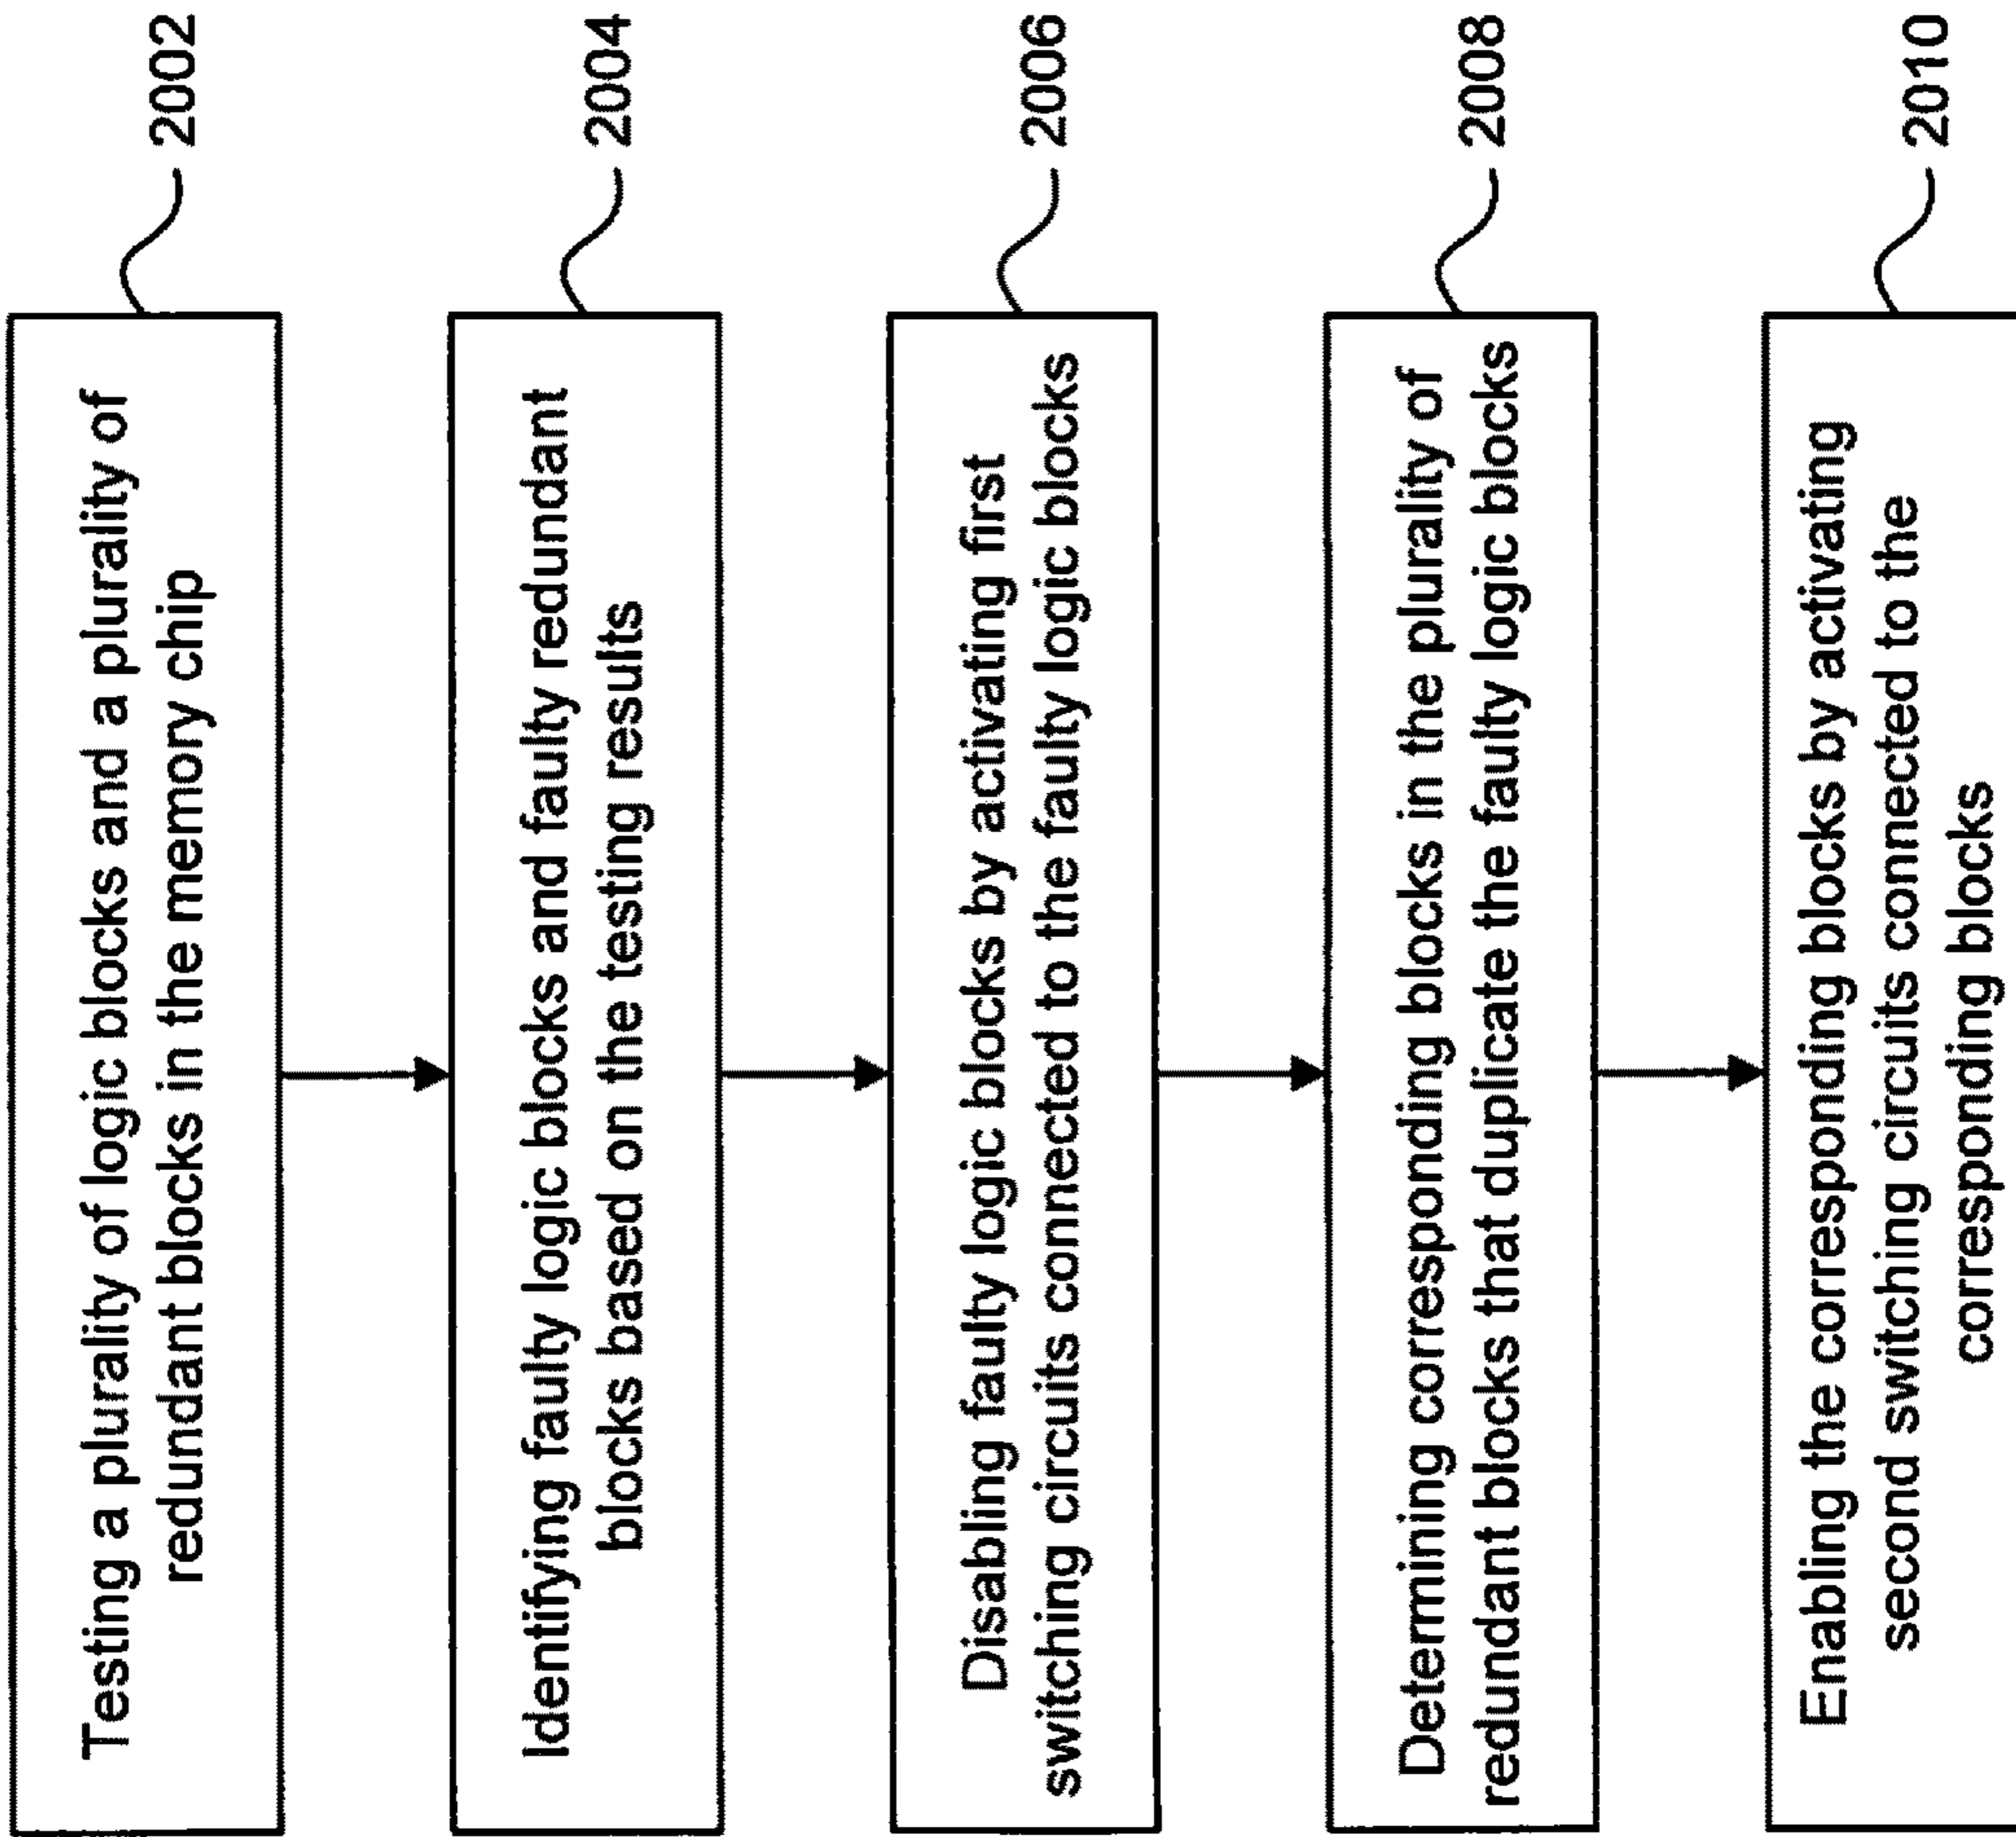 Testing a plurality of logic blocks and a plurality of
redundant blocks in the memory chip
2002
Identifying faulty logic blocks and faulty redundant
blocks based on the testing results
2004
Disabling faulty logic blocks by activating first
switching circuits connected to the faulty logic blocks
2006
Determining corresponding blocks in the plurality of
redundant blocks that duplicate the faulty logic blocks
2008
Enabling the corresponding blocks by activating
second switching circuits connected to the
corresponding blocks
2010